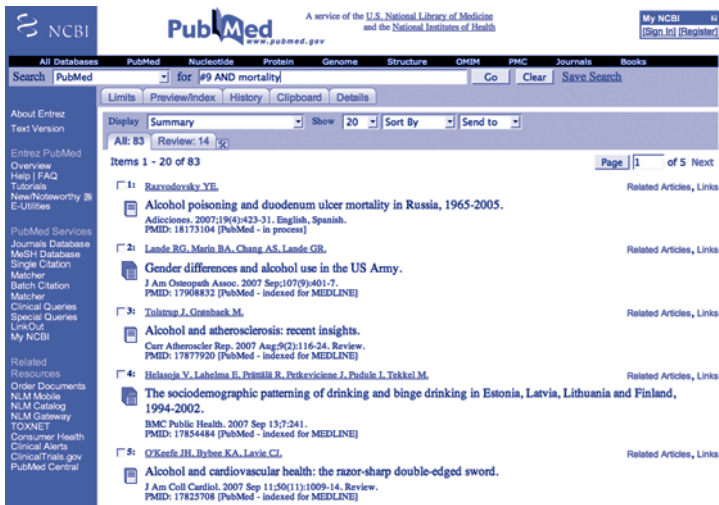 NCBI
PubMed
www.pubmed.gov
A service of the U.S. National Library of Medicine
and the National Institutes of Health
My NCBI
[Sign In] [Register]
All Databases PubMed Nucleotide Protein Genome Structure OMIM PMC Journals Books
Search PubMed for #9 AND mortality Go Clear Save Search
Limits Preview/Index History Clipboard Details
About Entrez
Text Version
Entrez PubMed
Overview
Help | FAQ
Tutorials
New/Noteworthy
E-Utilities
PubMed Services
Journals Database
MeSH Database
Single Citation
Matcher
Batch Citation
Matcher
Clinical Queries
Special Queries
LinkOut
My NCBI
Related
Resources
Order Documents
NLM Mobile
NLM Catalog
NLM Gateway
TOXNET
Consumer Health
Clinical Alerts
ClinicalTrials.gov
PubMed Central
Display Summary Show 20 Sort By Send to
All: 83 Review: 14
Items 1 - 20 of 83 Page 1 of 5 Next
1: Razvodovsky YE. Related Articles, Links
Alcohol poisoning and duodenum ulcer mortality in Russia, 1965-2005.
Adicciones. 2007;19(4):423-31. English, Spanish.
PMID: 18173104 [PubMed - in process]
2: Lande RG, Marin BA, Chang AS, Lande GR. Related Articles, Links
Gender differences and alcohol use in the US Army.
J Am Osteopath Assoc. 2007 Sep;107(9):401-7.
PMID: 17908832 [PubMed - indexed for MEDLINE]
3: Tolstrup J, Grønbaek M. Related Articles, Links
Alcohol and atherosclerosis: recent insights.
Curr Atheroscler Rep. 2007 Aug;9(2):116-24. Review.
PMID: 17877920 [PubMed - indexed for MEDLINE]
4: Helasoja V, Lahelma E, Prättälä R, Petkeviciene J, Pudule I, Tekkel M. Related Articles, Links
The sociodemographic patterning of drinking and binge drinking in Estonia, Latvia, Lithuania and Finland,
1994-2002.
BMC Public Health. 2007 Sep 13;7:241.
PMID: 17854484 [PubMed - indexed for MEDLINE]
5: O'Keefe JH, Bybee KA, Lavie CJ. Related Articles, Links
Alcohol and cardiovascular health: the razor-sharp double-edged sword.
J Am Coll Cardiol. 2007 Sep 11;50(11):1009-14. Review.
PMID: 17825708 [PubMed - indexed for MEDLINE]